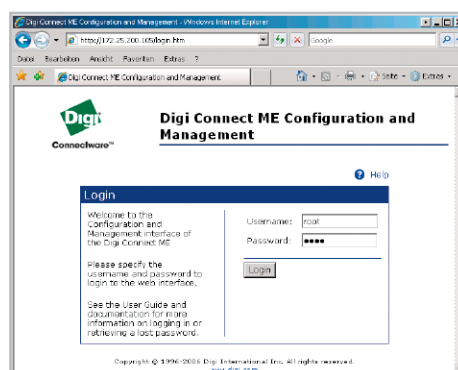 Digi Connect ME Configuration and Management - Windows Internet Explorer
http://172.25.200.105/login.htm
Google
Datei Bearbeiten Ansicht Favoriten Extras ?
Digi Connect ME Configuration and Management
Seite Extras
Digi
Connectware™
Digi Connect ME Configuration and
Management
Help
Login
Welcome to the
Configuration and
Management interface of
the Digi Connect ME
Please specify the
username and password to
login to the web interface.
See the User Guide and
documentation for more
information on logging in or
retrieving a lost password.
Username: root
Password: ●●●●
Login
Copyright © 1996-2006 Digi International Inc. All rights reserved.
www.digi.com